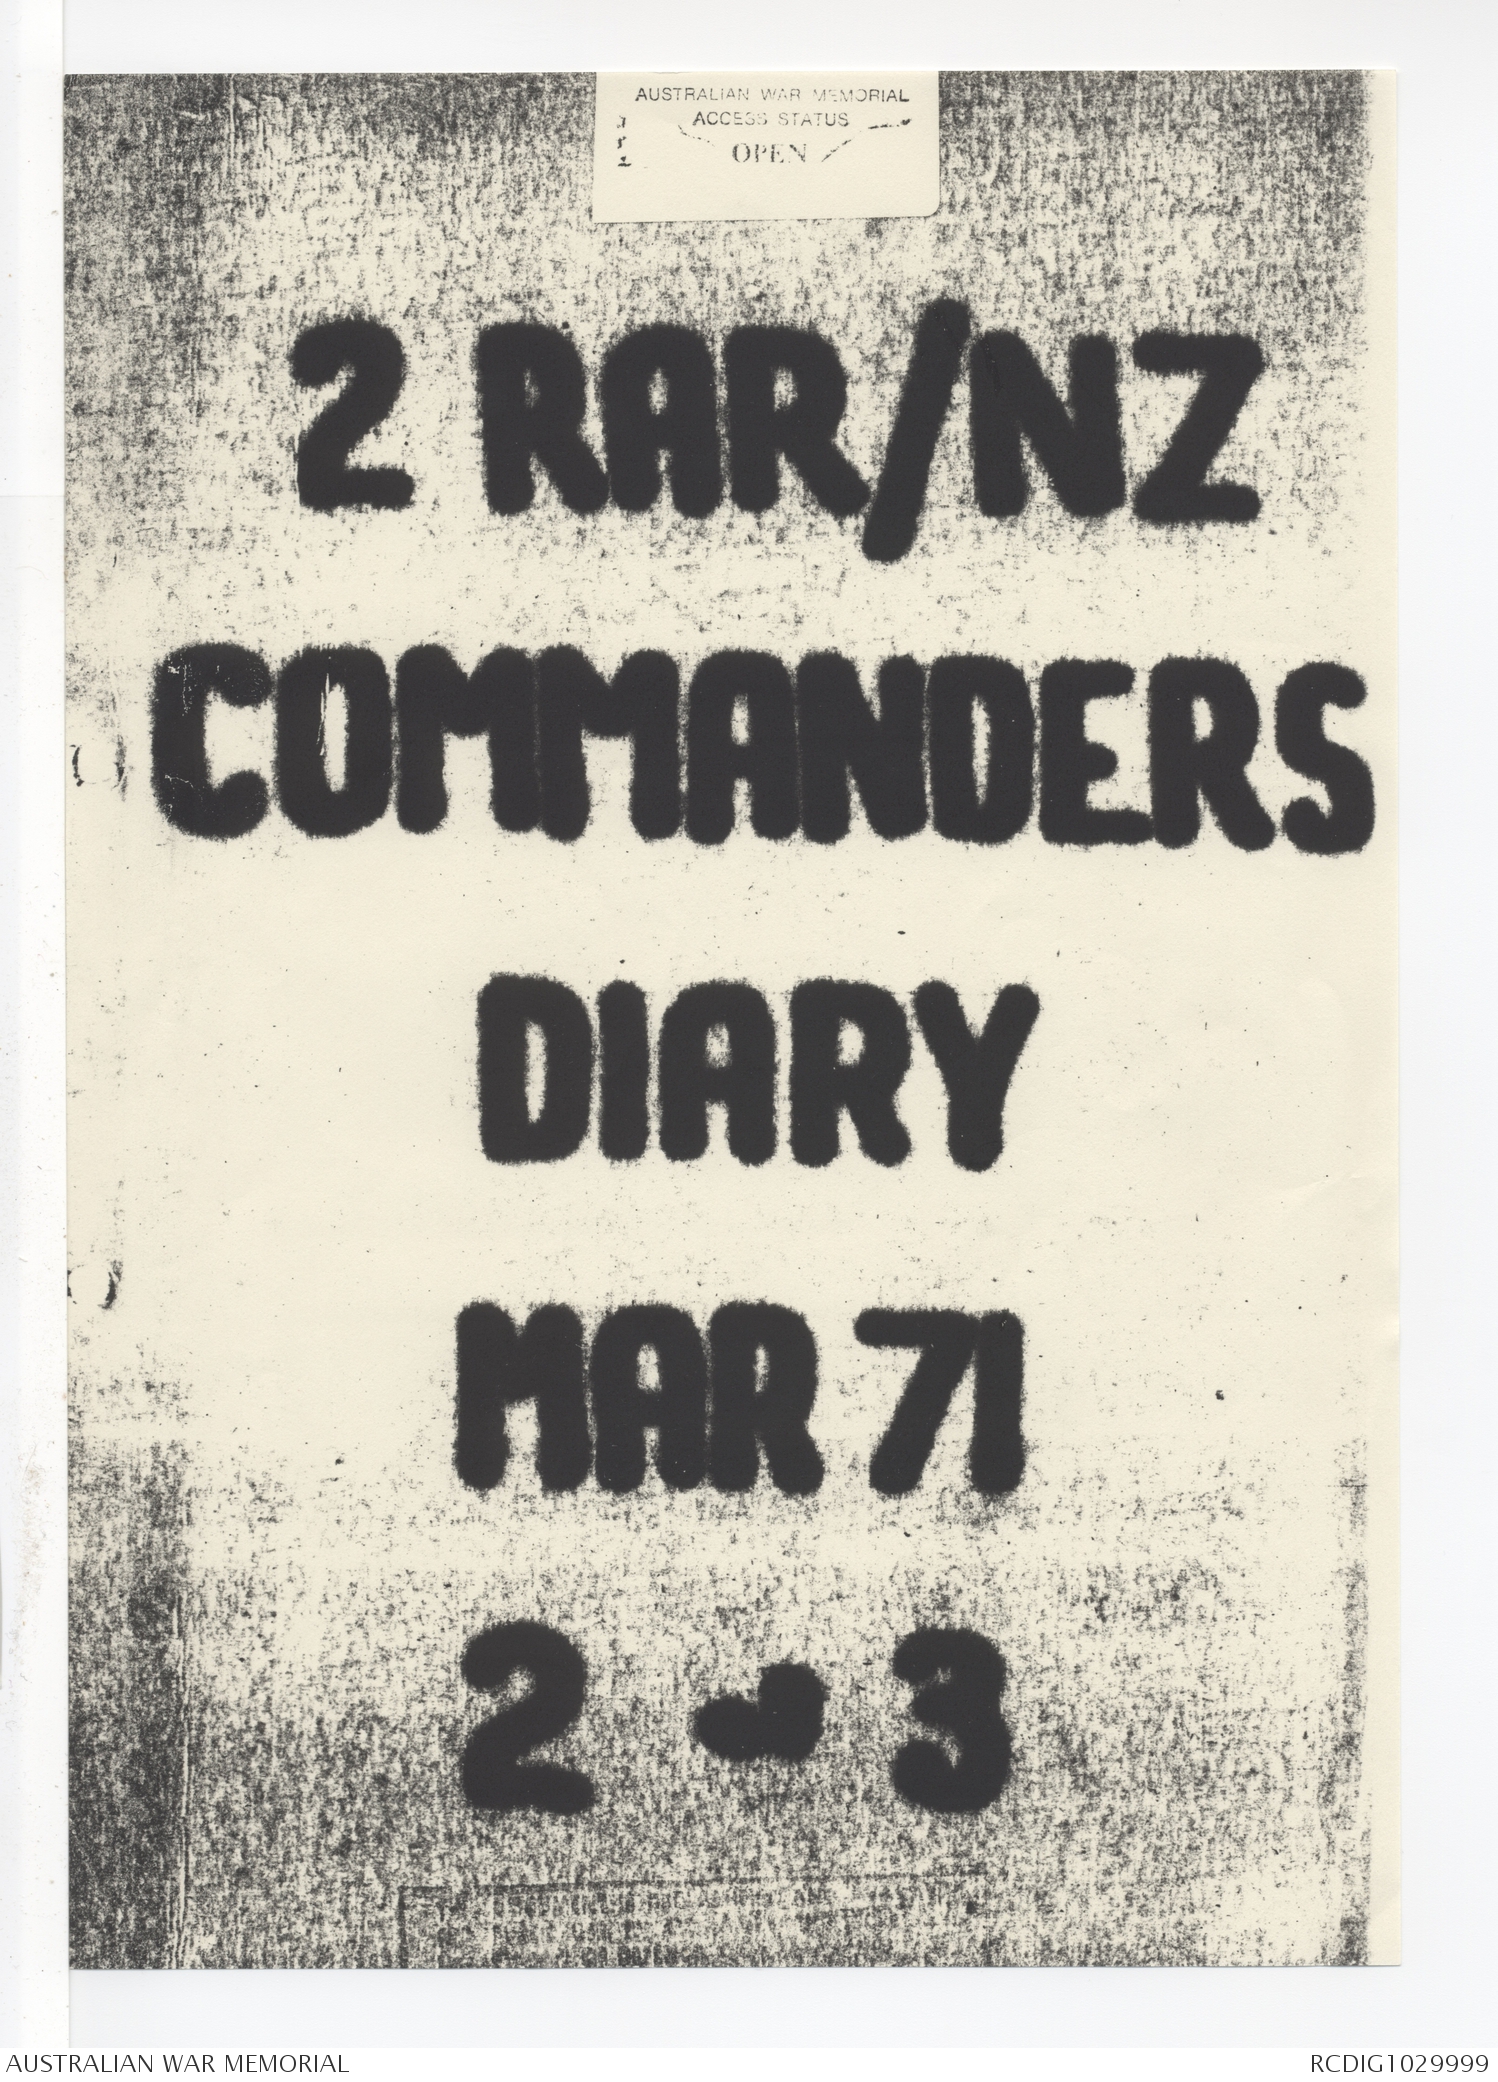 AUSTRALIAN WAR MEMORIAL
ACCESS STATUS
OPEN
2 RAR/NZ
COMMANDERS
DIARY
MAR 71
2 - 3
AUSTRALIAN WAR MEMORIAL
RCDIG1029999